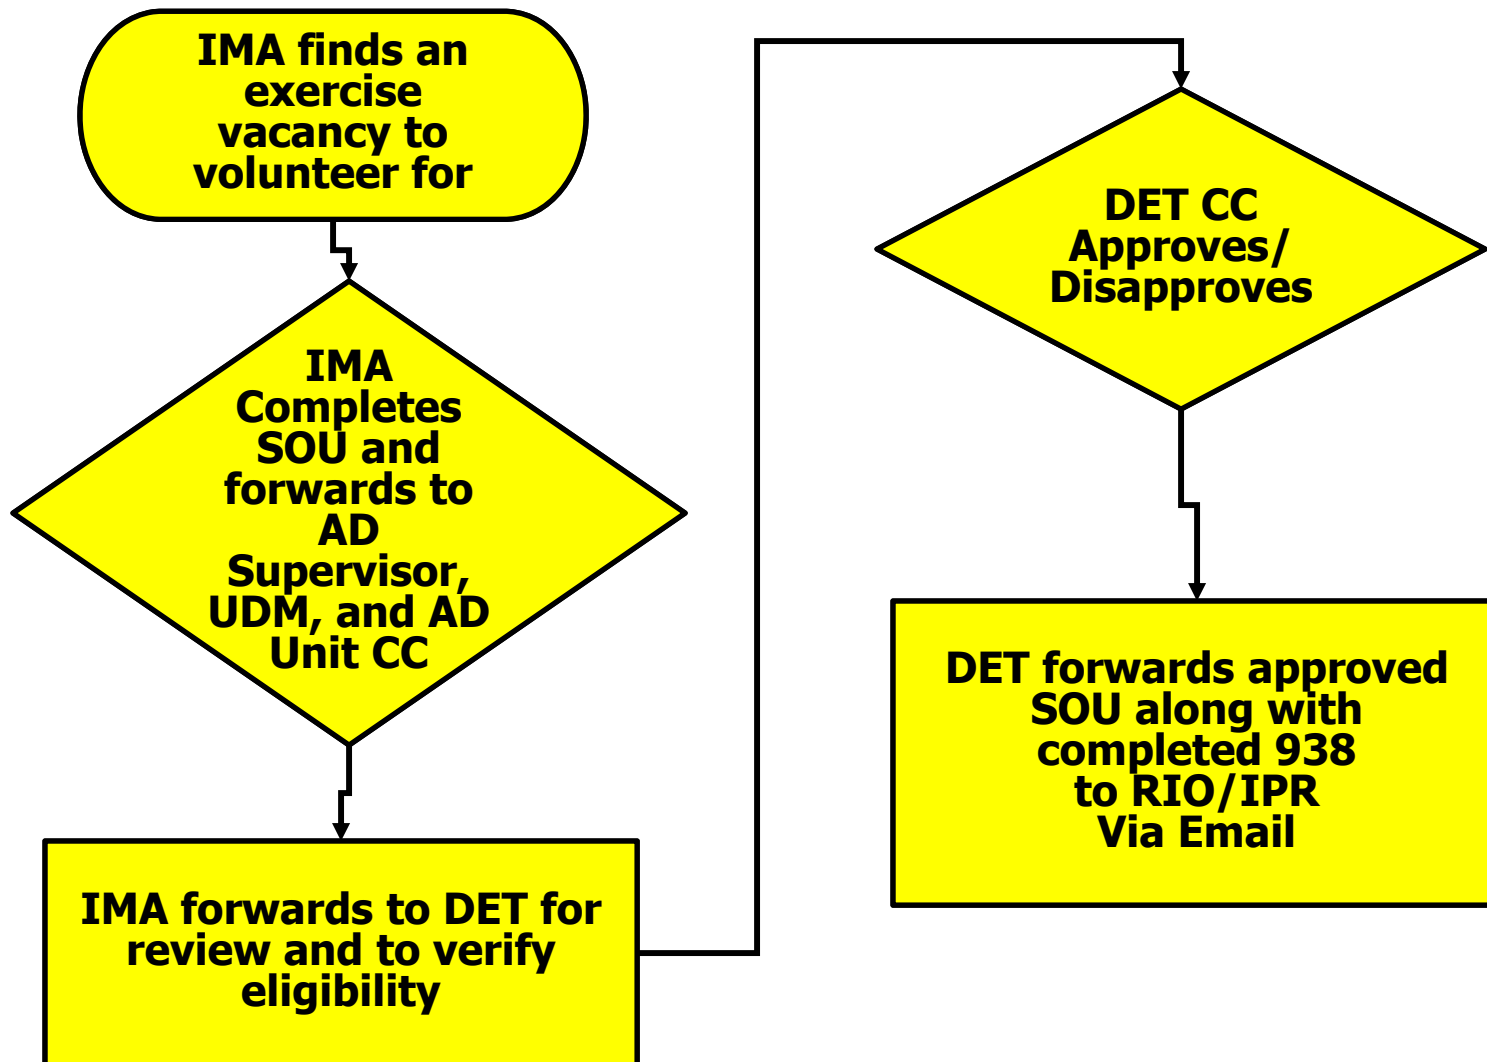 IMA finds an
exercise
vacancy to
volunteer for
IMA
Completes
SOU and
forwards to
AD
Supervisor,
UDM, and AD
Unit CC
IMA forwards to DET for
review and to verify
eligibility
DET CC
Approves/
Disapproves
DET forwards approved
SOU along with
completed 938
to RIO/IPR
Via Email